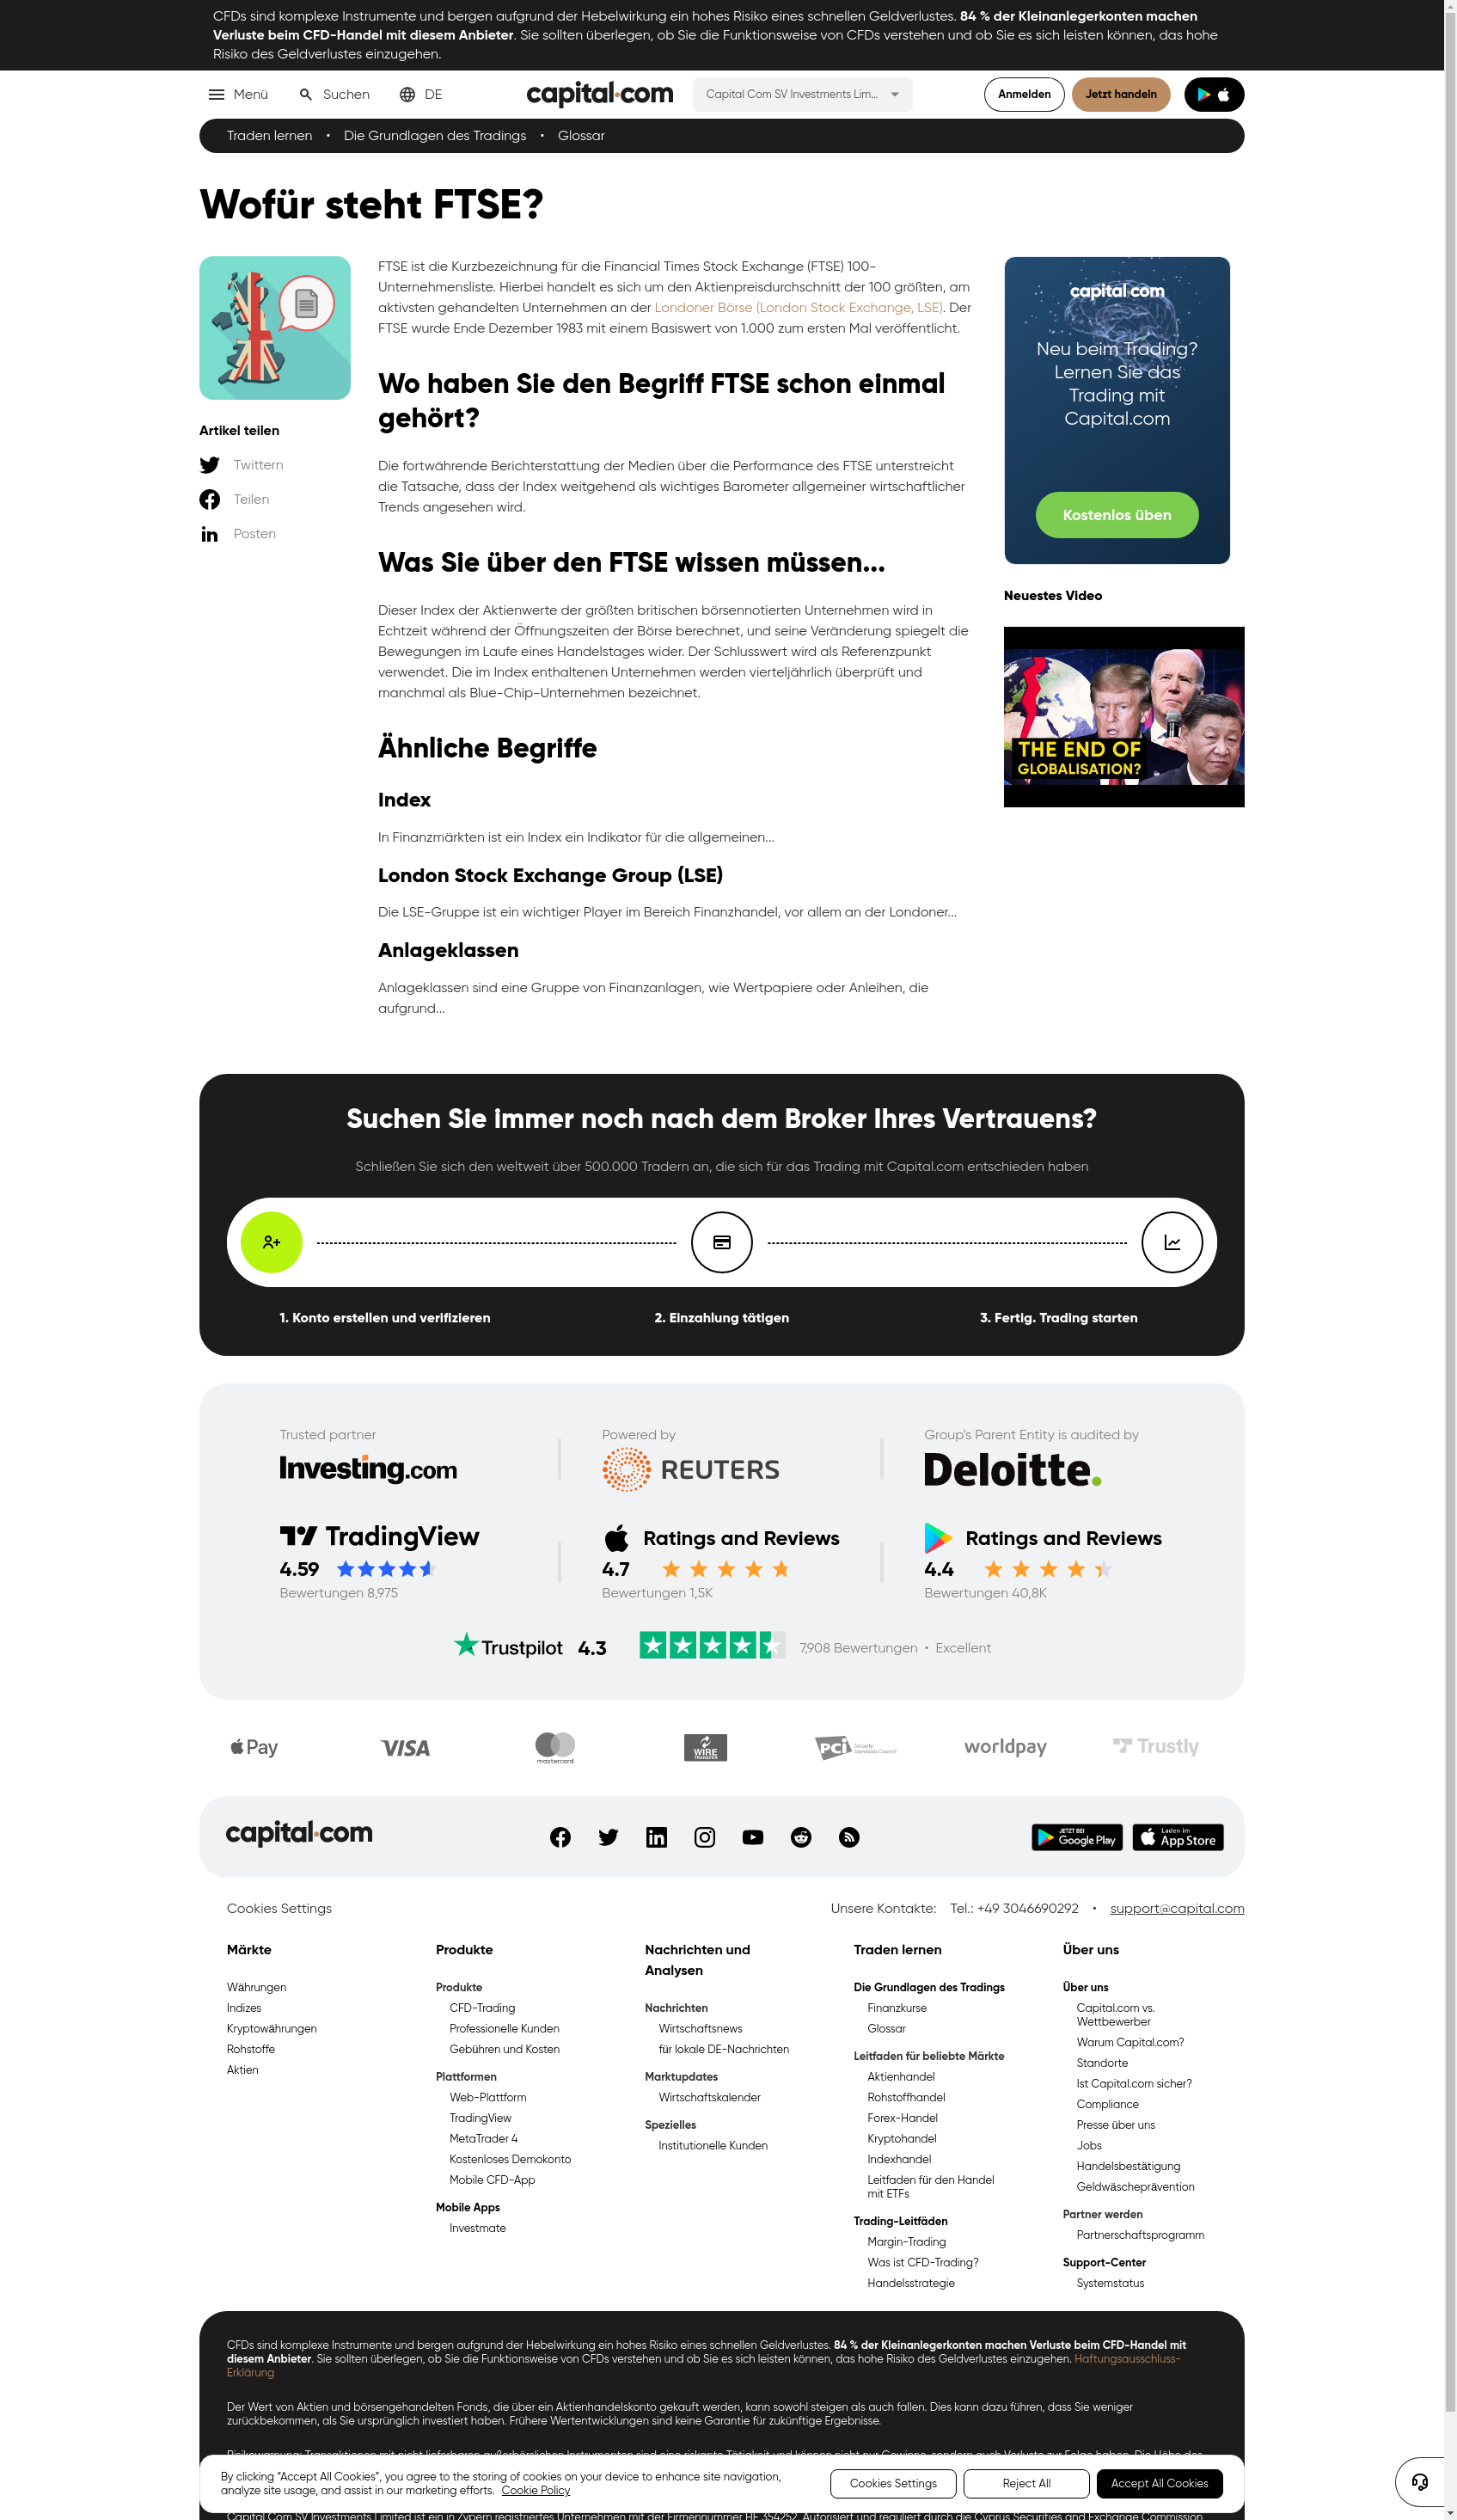 CFDs sind komplexe Instrumente und bergen aufgrund der Hebelwirkung ein hohes Risiko eines schnellen Geldverlustes. 84 % der Kleinanlegerkonten machen
Verluste beim CFD-Handel mit diesem Anbieter. Sie sollten überlegen, ob Sie die Funktionsweise von CFDs verstehen und ob Sie es sich leisten können, das hohe
Risiko des Geldverlustes einzugehen.
Menü
Suchen
DE
capital.com
Capital Com SV Investments Lim...
Anmelden
Jetzt handeln
Traden lernen • Die Grundlagen des Tradings • Glossar
Wofür steht FTSE?
FTSE ist die Kurzbezeichnung für die Financial Times Stock Exchange (FTSE) 100-
Unternehmensliste. Hierbei handelt es sich um den Aktienpreisdurchschnitt der 100 größten, am
aktivsten gehandelten Unternehmen an der Londoner Börse (London Stock Exchange, LSE). Der
FTSE wurde Ende Dezember 1983 mit einem Basiswert von 1.000 zum ersten Mal veröffentlicht.
Artikel teilen
Twittern
Teilen
Posten
Wo haben Sie den Begriff FTSE schon einmal
gehört?
Die fortwährende Berichterstattung der Medien über die Performance des FTSE unterstreicht
die Tatsache, dass der Index weitgehend als wichtiges Barometer allgemeiner wirtschaftlicher
Trends angesehen wird.
Was Sie über den FTSE wissen müssen...
Dieser Index der Aktienwerte der größten britischen börsennotierten Unternehmen wird in
Echtzeit während der Öffnungszeiten der Börse berechnet, und seine Veränderung spiegelt die
Bewegungen im Laufe eines Handelstages wider. Der Schlusswert wird als Referenzpunkt
verwendet. Die im Index enthaltenen Unternehmen werden vierteljährlich überprüft und
manchmal als Blue-Chip-Unternehmen bezeichnet.
Ähnliche Begriffe
Index
In Finanzmärkten ist ein Index ein Indikator für die allgemeinen...
London Stock Exchange Group (LSE)
Die LSE-Gruppe ist ein wichtiger Player im Bereich Finanzhandel, vor allem an der Londoner...
Anlageklassen
Anlageklassen sind eine Gruppe von Finanzanlagen, wie Wertpapiere oder Anleihen, die
aufgrund...
capital.com
Neu beim Trading?
Lernen Sie das
Trading mit
Capital.com
Kostenlos üben
Neuestes Video
THE END OF
GLOBALISATION?
Suchen Sie immer noch nach dem Broker Ihres Vertrauens?
Schließen Sie sich den weltweit über 500.000 Tradern an, die sich für das Trading mit Capital.com entschieden haben
1. Konto erstellen und verifizieren
2. Einzahlung tätigen
3. Fertig. Trading starten
Trusted partner
Investing.com
Powered by
REUTERS
Group's Parent Entity is audited by
Deloitte.
TradingView
4.59
Bewertungen 8,975
Ratings and Reviews
4.7
Bewertungen 1,5K
Ratings and Reviews
4.4
Bewertungen 40,8K
Trustpilot 4.3 7,908 Bewertungen • Excellent
Pay
VISA
mastercard
WIRE
TRANSFER
PCI Security
Standards Council
worldpay
Trustly
capital.com
JETZT BEI
Google Play
Laden im
App Store
Cookies Settings
Unsere Kontakte: Tel.: +49 3046690292 • support@capital.com
Märkte
Währungen
Indizes
Kryptowährungen
Rohstoffe
Aktien
Produkte
Produkte
CFD-Trading
Professionelle Kunden
Gebühren und Kosten
Plattformen
Web-Plattform
TradingView
MetaTrader 4
Kostenloses Demokonto
Mobile CFD-App
Mobile Apps
Investmate
Nachrichten und
Analysen
Nachrichten
Wirtschaftsnews
für lokale DE-Nachrichten
Marktupdates
Wirtschaftskalender
Spezielles
Institutionelle Kunden
Traden lernen
Die Grundlagen des Tradings
Finanzkurse
Glossar
Leitfaden für beliebte Märkte
Aktienhandel
Rohstoffhandel
Forex-Handel
Kryptohandel
Indexhandel
Leitfaden für den Handel
mit ETFs
Trading-Leitfäden
Margin-Trading
Was ist CFD-Trading?
Handelsstrategie
Über uns
Über uns
Capital.com vs.
Wettbewerber
Warum Capital.com?
Standorte
Ist Capital.com sicher?
Compliance
Presse über uns
Jobs
Handelsbestätigung
Geldwäscheprävention
Partner werden
Partnerschaftsprogramm
Support-Center
Systemstatus
CFDs sind komplexe Instrumente und bergen aufgrund der Hebelwirkung ein hohes Risiko eines schnellen Geldverlustes. 84 % der Kleinanlegerkonten machen Verluste beim CFD-Handel mit
diesem Anbieter. Sie sollten überlegen, ob Sie die Funktionsweise von CFDs verstehen und ob Sie es sich leisten können, das hohe Risiko des Geldverlustes einzugehen. Haftungsausschluss-
Erklärung
Der Wert von Aktien und börsengehandelten Fonds, die über ein Aktienhandelskonto gekauft werden, kann sowohl steigen als auch fallen. Dies kann dazu führen, dass Sie weniger
zurückbekommen, als Sie ursprünglich investiert haben. Frühere Wertentwicklungen sind keine Garantie für zukünftige Ergebnisse.
By clicking "Accept All Cookies", you agree to the storing of cookies on your device to enhance site navigation,
analyze site usage, and assist in our marketing efforts. Cookie Policy
Cookies Settings
Reject All
Accept All Cookies
Capital Com SV Investments Limited ist ein in Zypern registriertes Unternehmen mit der Firmennummer HE 354252. Autorisiert und reguliert durch die Cyprus Securities and Exchange Commission